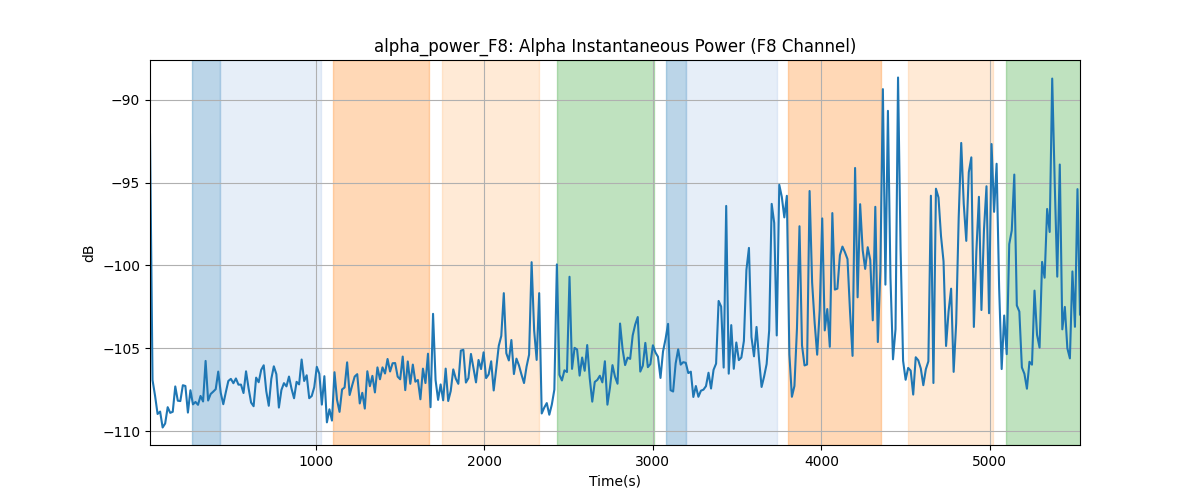 alpha_power_F8: Alpha Instantaneous Power (F8 Channel)
−90
−95
−100
−105
−110
dB
1000 2000 3000 4000 5000
Time(s)